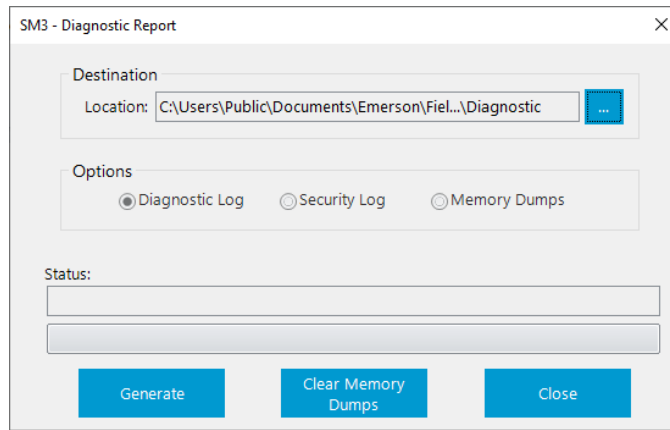 SM3 - Diagnostic Report
Destination
Location: C:\Users\Public\Documents\Emerson\Fiel...\Diagnostic ...
Options
Diagnostic Log Security Log Memory Dumps
Status:
Generate Clear Memory Dumps Close